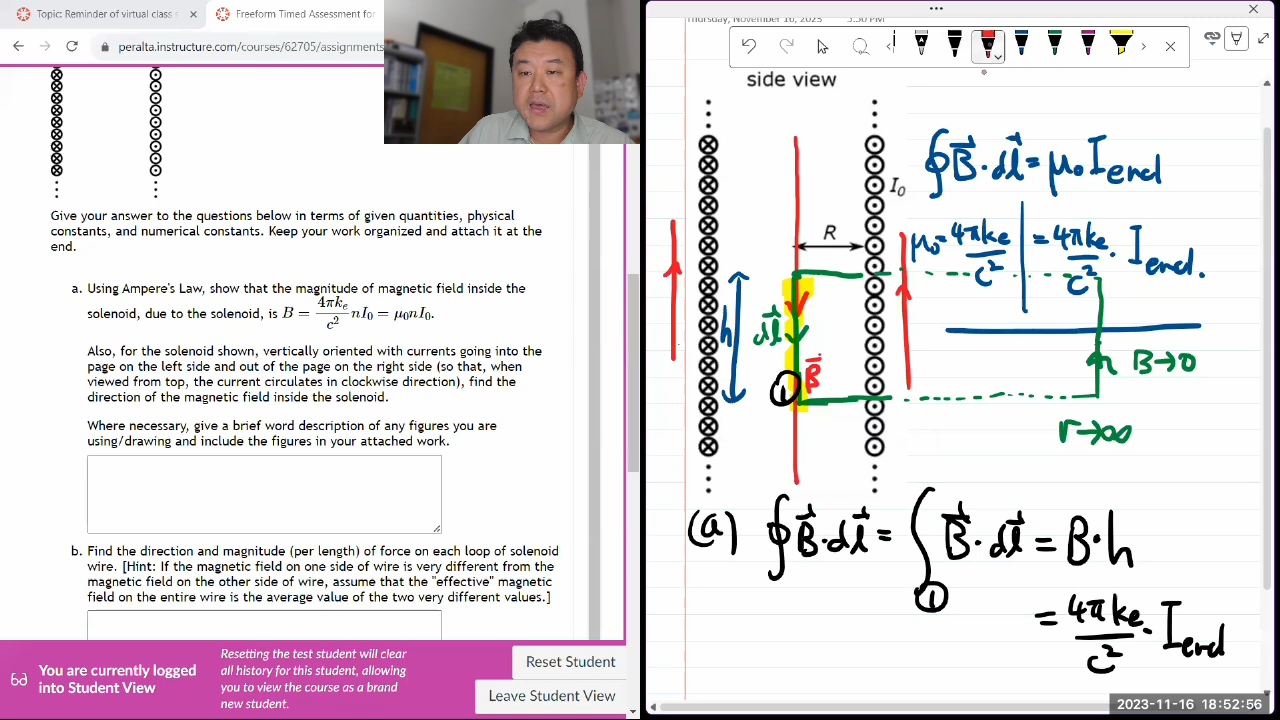 Topic: Reminder of virtual class s
Freeform Timed Assessment for
peralta.instructure.com/courses/
2705/assignments
Give your answer to the questions below in terms of given quantities, physical
constants, and numerical constants. Keep your work organized and attach it at the
end.
a. Using Ampere's Law, show that the magnitude of magnetic field inside the
solenoid, due to the solenoid, is B = 4πk_e/c² nI₀ = μ₀nI₀.
Also, for the solenoid shown, vertically oriented with currents going into the
page on the left side and out of the page on the right side (so that, when
viewed from top, the current circulates in clockwise direction), find the
direction of the magnetic field inside the solenoid.
Where necessary, give a brief word description of any figures you are
using/drawing and include the figures in your attached work.
b. Find the direction and magnitude (per length) of force on each loop of solenoid
wire. [Hint: If the magnetic field on one side of wire is very different from the
magnetic field on the other side of wire, assume that the "effective" magnetic
field on the entire wire is the average value of the two very different values.]
You are currently logged
into Student View
Resetting the test student will clear
all history for this student, allowing
you to view the course as a brand
new student.
Reset Student
Leave Student View
Thursday, November 16, 2023 5:50 PM
side view
I₀
R
h
dl⃗
B⃗
①
∮B⃗·dl⃗ = μ₀I_encl
μ₀ = 4πk_e/c² | = 4πk_e/c² · I_encl.
B→0
r→∞
(a) ∮B⃗·dl⃗ = ∫① B⃗·dl⃗ = B·h
= 4πk_e/c² · I_encl
2023-11-16 18:52:56